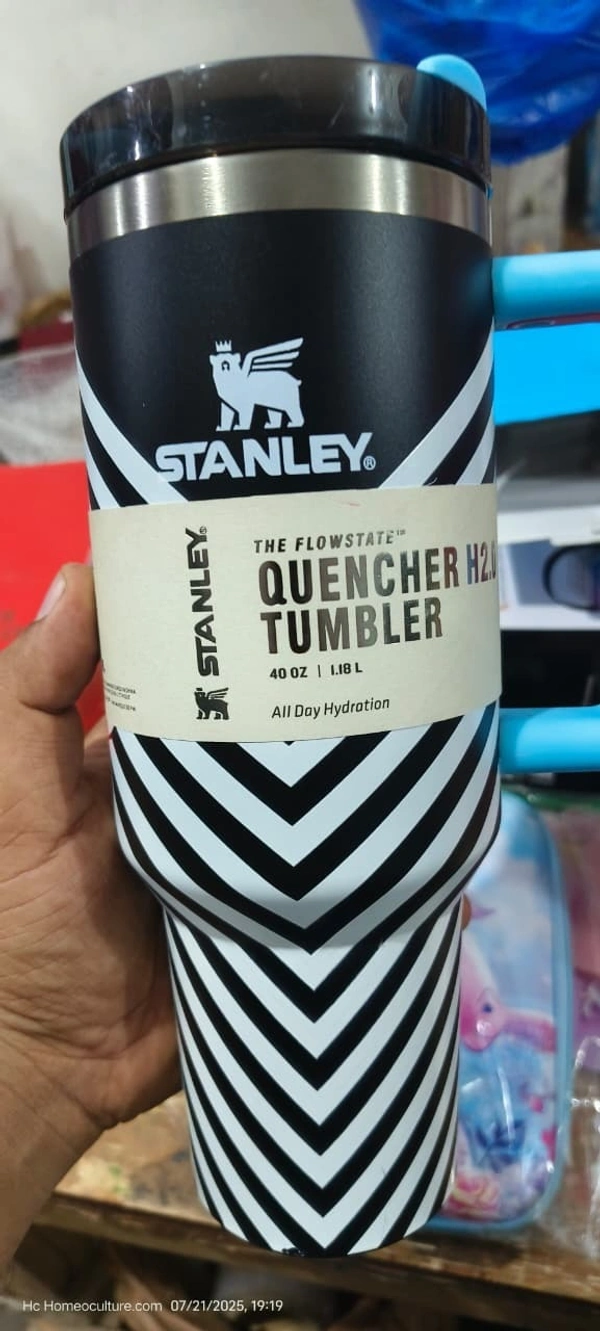 STANLEY®
STANLEY®
THE FLOWSTATE™
QUENCHER H2.0
TUMBLER
40 OZ | 1.18 L
All Day Hydration
Hc Homeoculture.com 07/21/2025, 19:19